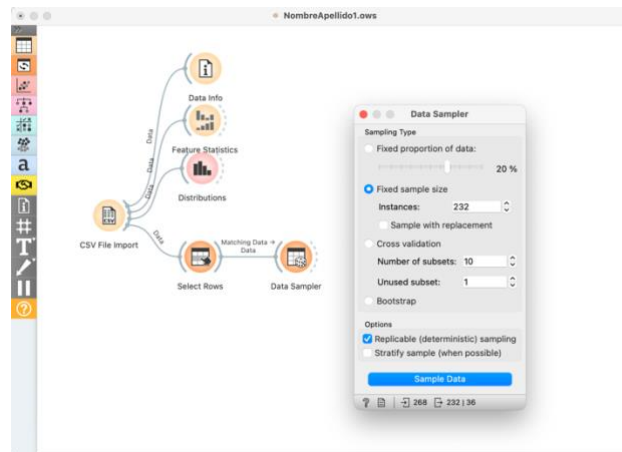 NombreApellido1.ows
Data Info
Feature Statistics
Distributions
Data
Data
Data
Data
CSV File Import
Matching Data → Data
Select Rows
Data Sampler
a
#
T
?
Data Sampler
Sampling Type
Fixed proportion of data:
20 %
Fixed sample size
Instances: 232
Sample with replacement
Cross validation
Number of subsets: 10
Unused subset: 1
Bootstrap
Options
Replicable (deterministic) sampling
Stratify sample (when possible)
Sample Data
? 268 232 | 36